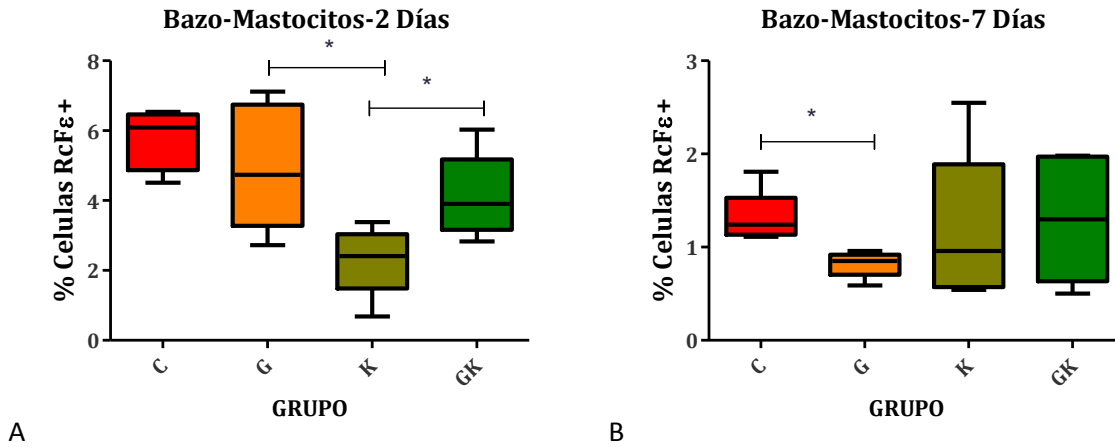 Bazo-Mastocitos-2 Días
% Celulas RcFε+
8
6
4
2
0
*
*
C
G
K
GK
GRUPO
A
Bazo-Mastocitos-7 Días
% Celulas RcFε+
3
2
1
0
*
C
G
K
GK
GRUPO
B